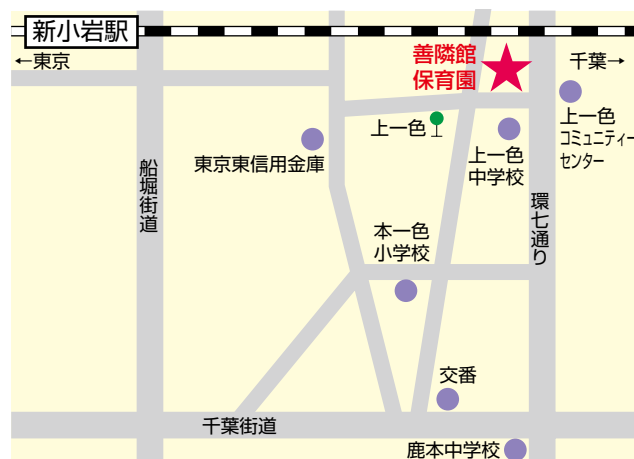 新小岩駅
←東京
善隣館
保育園
千葉→
上一色
コミュニティー
センター
上一色
上一色
中学校
東京東信用金庫
船堀街道
環七通り
本一色
小学校
交番
千葉街道
鹿本中学校